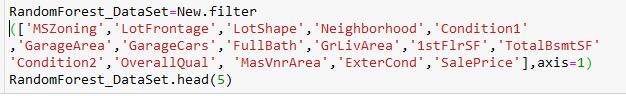 RandomForest_DataSet=New.filter
(['MSZoning','LotFrontage','LotShape','Neighborhood','Condition1'
,'GarageArea','GarageCars','FullBath','GrLivArea','1stFlrSF','TotalBsmtSF'
'Condition2','OverallQual', 'MasVnrArea','ExterCond','SalePrice'],axis=1)
RandomForest_DataSet.head(5)